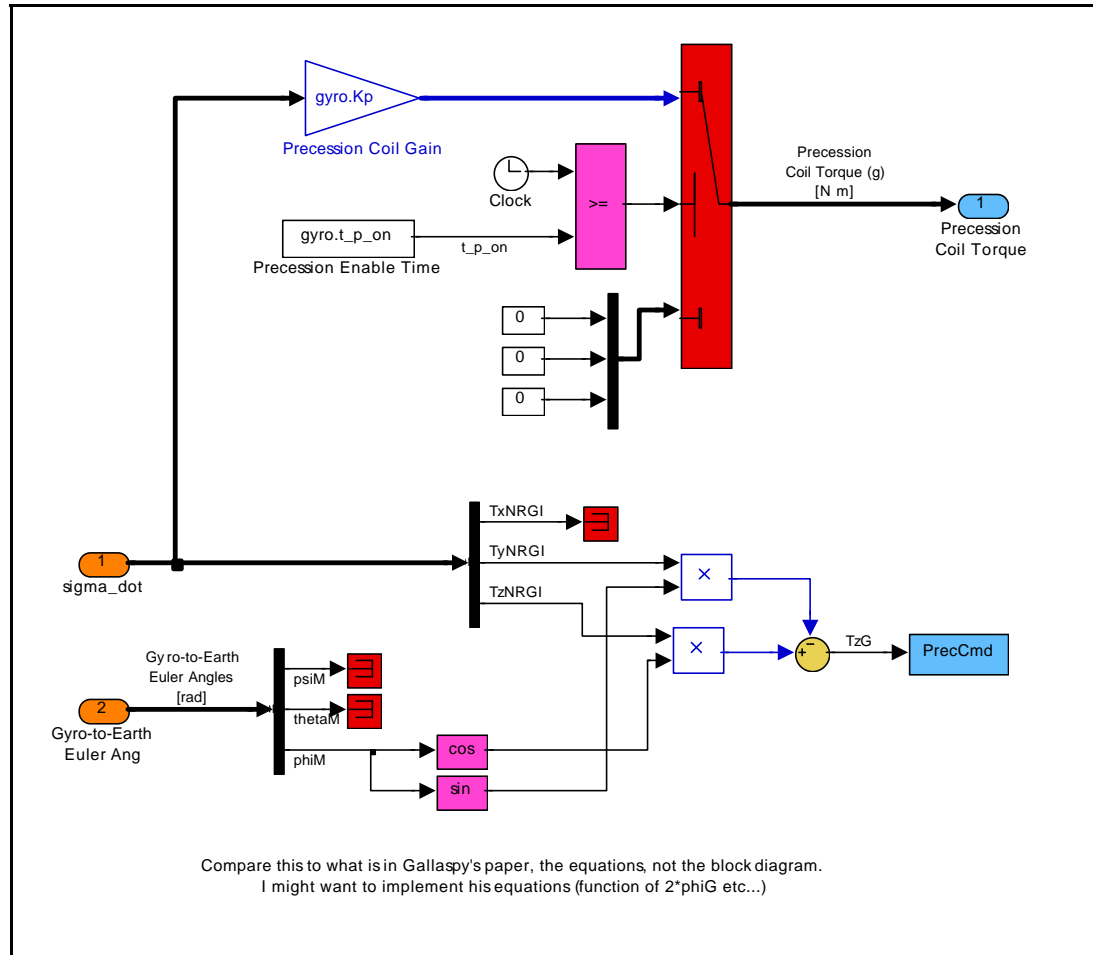 gyro.Kp
Precession Coil Gain
Clock
>=
gyro.t_p_on
t_p_on
Precession Enable Time
0
0
0
Precession
Coil Torque (g)
[N m]
1
Precession
Coil Torque
1
sigma_dot
TxNRGI
TyNRGI
TzNRGI
×
×
−
+
TzG
PrecCmd
Gyro-to-Earth
Euler Angles
[rad]
2
Gyro-to-Earth
Euler Ang
psiM
thetaM
phiM
cos
sin
Compare this to what is in Gallaspy's paper, the equations, not the block diagram.
I might want to implement his equations (function of 2*phiG etc...)